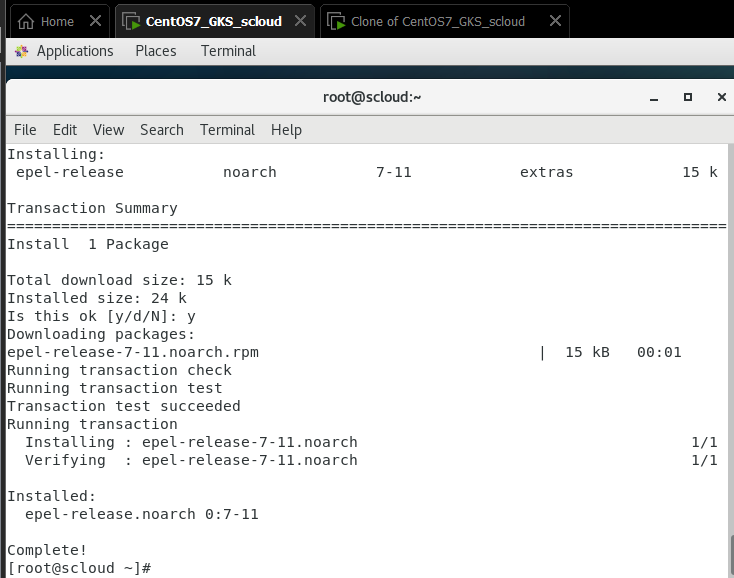 Home CentOS7_GKS_scloud Clone of CentOS7_GKS_scloud
Applications Places Terminal
root@scloud:~
File Edit View Search Terminal Help
Installing:
epel-release noarch 7-11 extras 15 k
Transaction Summary
================================================================================
Install 1 Package
Total download size: 15 k
Installed size: 24 k
Is this ok [y/d/N]: y
Downloading packages:
epel-release-7-11.noarch.rpm | 15 kB 00:01
Running transaction check
Running transaction test
Transaction test succeeded
Running transaction
Installing : epel-release-7-11.noarch 1/1
Verifying : epel-release-7-11.noarch 1/1
Installed:
epel-release.noarch 0:7-11
Complete!
[root@scloud ~]#